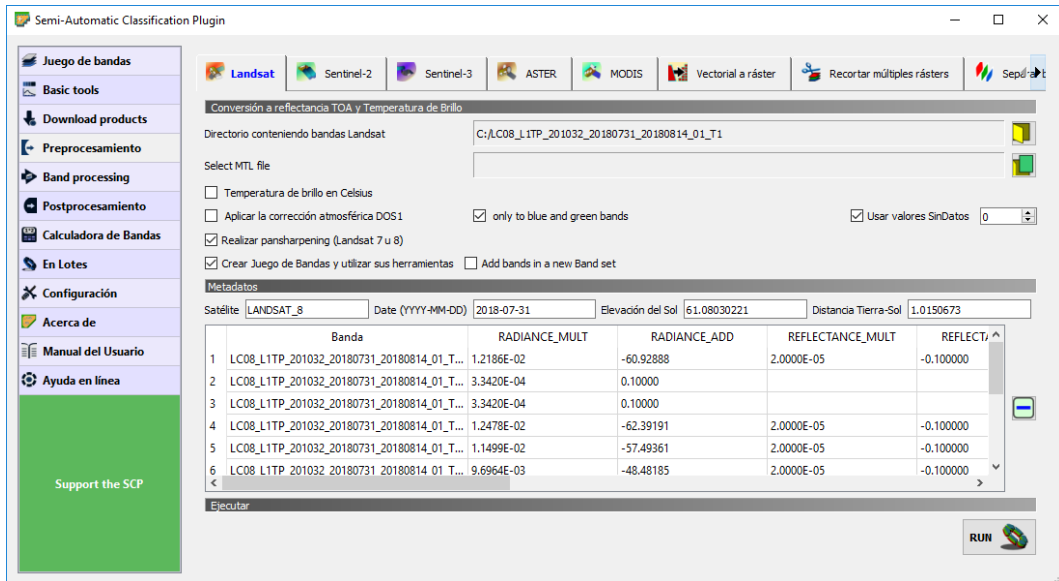 Semi-Automatic Classification Plugin
Juego de bandas
Basic tools
Download products
Preprocesamiento
Band processing
Postprocesamiento
Calculadora de Bandas
En Lotes
Configuración
Acerca de
Manual del Usuario
Ayuda en línea
Support the SCP
Landsat Sentinel-2 Sentinel-3 ASTER MODIS Vectorial a ráster Recortar múltiples rásters
Conversión a reflectancia TOA y Temperatura de Brillo
Directorio conteniendo bandas Landsat C:/LC08_L1TP_201032_20180731_20180814_01_T1
Select MTL file
Temperatura de brillo en Celsius
Aplicar la corrección atmosférica DOS1 only to blue and green bands Usar valores SinDatos 0
Realizar pansharpening (Landsat 7 u 8)
Crear Juego de Bandas y utilizar sus herramientas Add bands in a new Band set
Metadatos
Satélite LANDSAT_8 Date (YYYY-MM-DD) 2018-07-31 Elevación del Sol 61.08030221 Distancia Tierra-Sol 1.0150673
Banda RADIANCE_MULT RADIANCE_ADD REFLECTANCE_MULT REFLECTA
1 LC08_L1TP_201032_20180731_20180814_01_T... 1.2186E-02 -60.92888 2.0000E-05 -0.100000
2 LC08_L1TP_201032_20180731_20180814_01_T... 3.3420E-04 0.10000
3 LC08_L1TP_201032_20180731_20180814_01_T... 3.3420E-04 0.10000
4 LC08_L1TP_201032_20180731_20180814_01_T... 1.2478E-02 -62.39191 2.0000E-05 -0.100000
5 LC08_L1TP_201032_20180731_20180814_01_T... 1.1499E-02 -57.49361 2.0000E-05 -0.100000
6 LC08_L1TP_201032_20180731_20180814_01_T... 9.6964E-03 -48.48185 2.0000E-05 -0.100000
Ejecutar
RUN